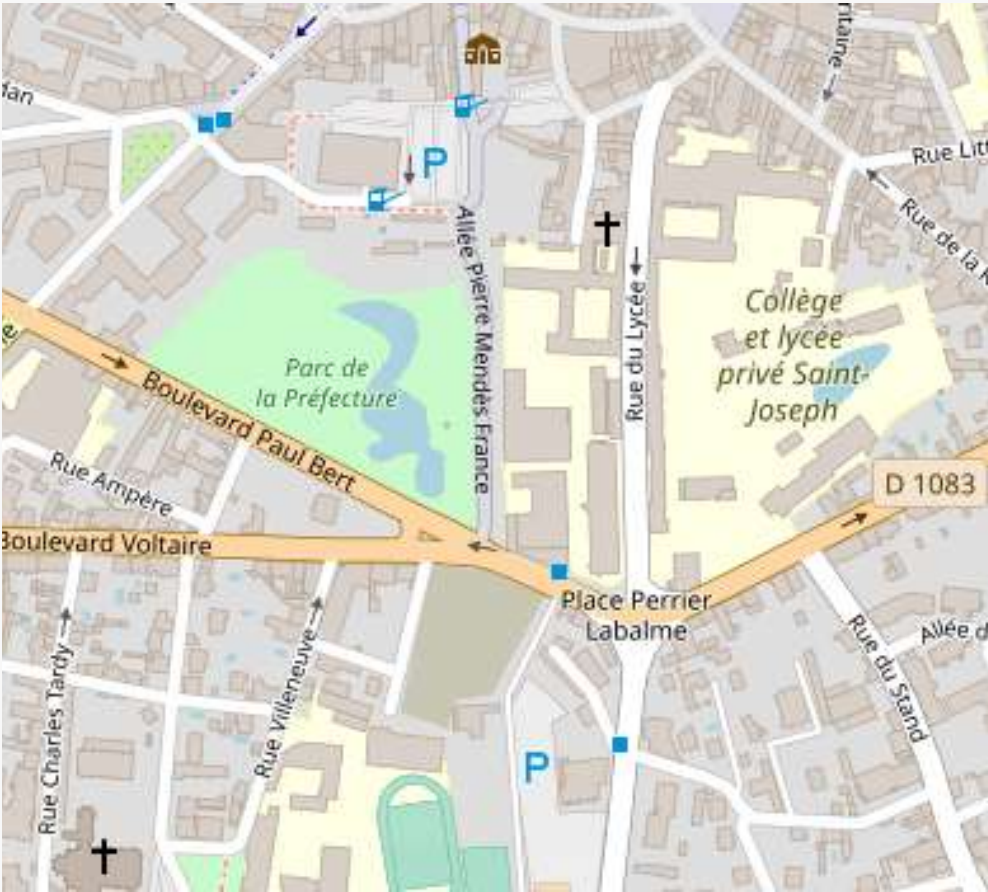 P
Allée Pierre Mendès France
Rue du Lycée
Rue Litt
Rue de la R
Collège
et lycée
privé Saint-
Joseph
Parc de
la Préfecture
Boulevard Paul Bert
Rue Ampère
D 1083
Boulevard Voltaire
Place Perrier
Labalme
Rue du Stand
Allée d
Rue Villeneuve
Rue Charles Tardy
P